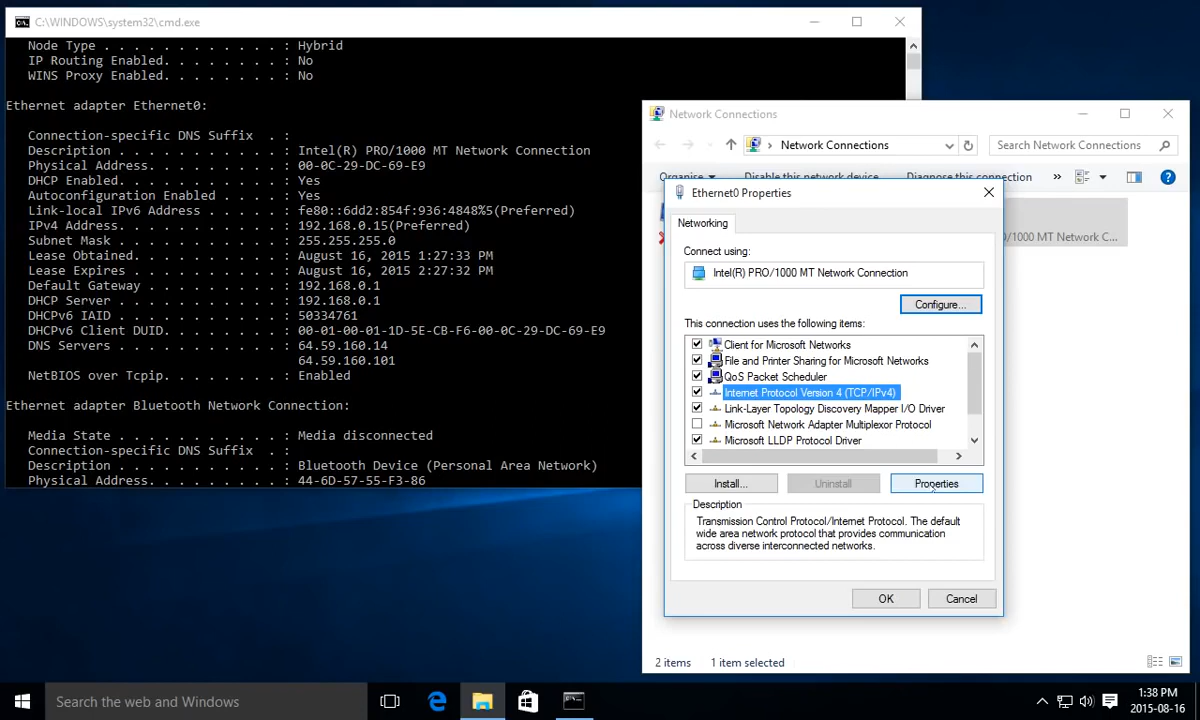 C:\WINDOWS\system32\cmd.exe
Node Type . . . . . . . . . . . . : Hybrid
IP Routing Enabled. . . . . . . . : No
WINS Proxy Enabled. . . . . . . . : No
Ethernet adapter Ethernet0:
Connection-specific DNS Suffix  . :
Description . . . . . . . . . . . : Intel(R) PRO/1000 MT Network Connection
Physical Address. . . . . . . . . : 00-0C-29-DC-69-E9
DHCP Enabled. . . . . . . . . . . : Yes
Autoconfiguration Enabled . . . . : Yes
Link-local IPv6 Address . . . . . : fe80::6dd2:854f:936:4848%5(Preferred)
IPv4 Address. . . . . . . . . . . : 192.168.0.15(Preferred)
Subnet Mask . . . . . . . . . . . : 255.255.255.0
Lease Obtained. . . . . . . . . . : August 16, 2015 1:27:33 PM
Lease Expires . . . . . . . . . . : August 16, 2015 2:27:32 PM
Default Gateway . . . . . . . . . : 192.168.0.1
DHCP Server . . . . . . . . . . . : 192.168.0.1
DHCPv6 IAID . . . . . . . . . . . : 50334761
DHCPv6 Client DUID. . . . . . . . : 00-01-00-01-1D-5E-CB-F6-00-0C-29-DC-69-E9
DNS Servers . . . . . . . . . . . : 64.59.160.14
64.59.160.101
NetBIOS over Tcpip. . . . . . . . : Enabled
Ethernet adapter Bluetooth Network Connection:
Media State . . . . . . . . . . . : Media disconnected
Connection-specific DNS Suffix  . :
Description . . . . . . . . . . . : Bluetooth Device (Personal Area Network)
Physical Address. . . . . . . . . : 44-6D-57-55-F3-86
Network Connections
Network Connections
Search Network Connections
Organise
Disable this network device
Diagnose this connection
»
/1000 MT Network C...
Ethernet0 Properties
Networking
Connect using:
Intel(R) PRO/1000 MT Network Connection
Configure...
This connection uses the following items:
Client for Microsoft Networks
File and Printer Sharing for Microsoft Networks
QoS Packet Scheduler
Internet Protocol Version 4 (TCP/IPv4)
Link-Layer Topology Discovery Mapper I/O Driver
Microsoft Network Adapter Multiplexor Protocol
Microsoft LLDP Protocol Driver
Install...
Uninstall
Properties
Description
Transmission Control Protocol/Internet Protocol. The default
wide area network protocol that provides communication
across diverse interconnected networks.
OK
Cancel
2 items
1 item selected
Search the web and Windows
1:38 PM
2015-08-16